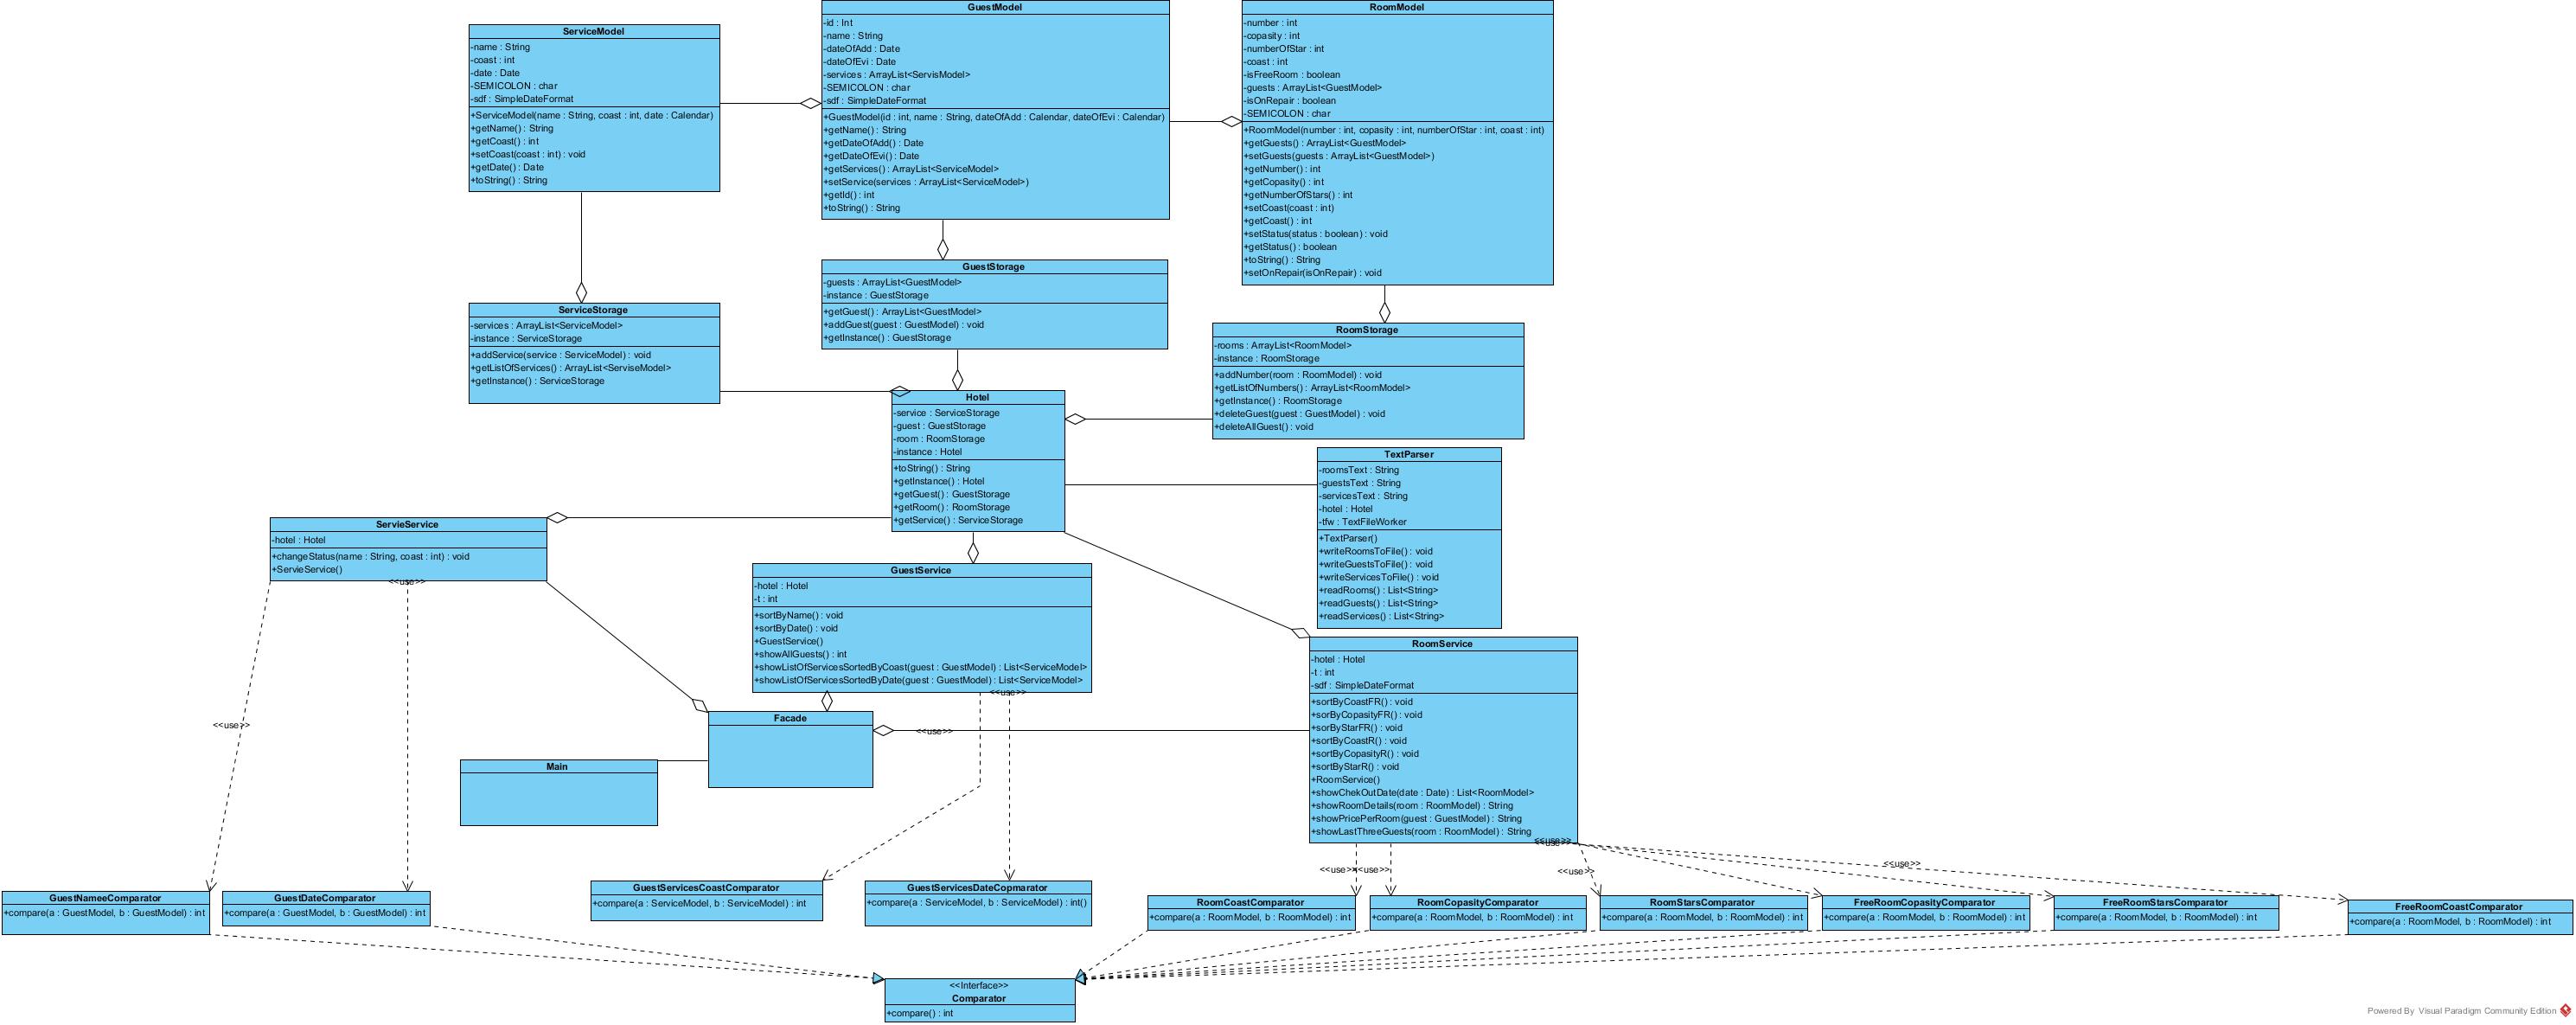 ServiceModel
-name : String
-coast : int
-date : Date
-SEMICOLON : char
-sdf : SimpleDateFormat
+ServiceModel(name : String, coast : int, date : Calendar)
+getName() : String
+getCoast() : int
+setCoast(coast : int) : void
+getDate() : Date
+toString() : String
GuestModel
-id : Int
-name : String
-dateOfAdd : Date
-dateOfEvi : Date
-services : ArrayList<ServisModel>
-SEMICOLON : char
-sdf : SimpleDateFormat
+GuestModel(id : int, name : String, dateOfAdd : Calendar, dateOfEvi : Calendar)
+getName() : String
+getDateOfAdd() : Date
+getDateOfEvi() : Date
+getServices() : ArrayList<ServiceModel>
+setService(services : ArrayList<ServiceModel>)
+getId() : int
+toString() : String
RoomModel
-number : int
-copasity : int
-numberOfStar : int
-coast : int
-isFreeRoom : boolean
-guests : ArrayList<GuestModel>
-isOnRepair : boolean
-SEMICOLON : char
+RoomModel(number : int, copasity : int, numberOfStar : int, coast : int)
+getGuests() : ArrayList<GuestModel>
+setGuests(guests : ArrayList<GuestModel>)
+getNumber() : int
+getCopasity() : int
+getNumberOfStars() : int
+setCoast(coast : int)
+getCoast() : int
+setStatus(status : boolean) : void
+getStatus() : boolean
+toString() : String
+setOnRepair(isOnRepair) : void
ServiceStorage
-services : ArrayList<ServiceModel>
-instance : ServiceStorage
+addService(service : ServiceModel) : void
+getListOfServices() : ArrayList<ServiseModel>
+getInstance() : ServiceStorage
GuestStorage
-guests : ArrayList<GuestModel>
-instance : GuestStorage
+getGuest() : ArrayList<GuestModel>
+addGuest(guest : GuestModel) : void
+getInstance() : GuestStorage
RoomStorage
-rooms : ArrayList<RoomModel>
-instance : RoomStorage
+addNumber(room : RoomModel) : void
+getListOfNumbers() : ArrayList<RoomModel>
+getInstance() : RoomStorage
+deleteGuest(guest : GuestModel) : void
+deleteAllGuest() : void
Hotel
-service : ServiceStorage
-guest : GuestStorage
-room : RoomStorage
-instance : Hotel
+toString() : String
+getInstance() : Hotel
+getGuest() : GuestStorage
+getRoom() : RoomStorage
+getService() : ServiceStorage
TextParser
-roomsText : String
-guestsText : String
-servicesText : String
-hotel : Hotel
-tfw : TextFileWorker
+TextParser()
+writeRoomsToFile() : void
+writeGuestsToFile() : void
+writeServicesToFile() : void
+readRooms() : List<String>
+readGuests() : List<String>
+readServices() : List<String>
ServieService
-hotel : Hotel
+changeStatus(name : String, coast : int) : void
+ServieService()
<<use>>
GuestService
-hotel : Hotel
-t : int
+sortByName() : void
+sortByDate() : void
+GuestService()
+showAllGuests() : int
+showListOfServicesSortedByCoast(guest : GuestModel) : List<ServiceModel>
+showListOfServicesSortedByDate(guest : GuestModel) : List<ServiceModel>
<<use>>
RoomService
-hotel : Hotel
-t : int
-sdf : SimpleDateFormat
+sortByCoastFR() : void
+sorByCopasityFR() : void
+sorByStarFR() : void
+sortByCoastR() : void
+sortByCopasityR() : void
+sortByStarR() : void
+RoomService()
+showChekOutDate(date : Date) : List<RoomModel>
+showRoomDetails(room : RoomModel) : String
+showPricePerRoom(guest : GuestModel) : String
+showLastThreeGuests(room : RoomModel) : String
<<use>>
Facade
<<use>>
Main
<<use>>
<<use>>
<<use>>
<<use>>
<<use>>
GuestNameeComparator
+compare(a : GuestModel, b : GuestModel) : int
GuestDateComparator
+compare(a : GuestModel, b : GuestModel) : int
GuestServicesCoastComparator
+compare(a : ServiceModel, b : ServiceModel) : int
GuestServicesDateCopmarator
+compare(a : ServiceModel, b : ServiceModel) : int()
RoomCoastComparator
+compare(a : RoomModel, b : RoomModel) : int
RoomCopasityComparator
+compare(a : RoomModel, b : RoomModel) : int
RoomStarsComparator
+compare(a : RoomModel, b : RoomModel) : int
FreeRoomCopasityComparator
+compare(a : RoomModel, b : RoomModel) : int
FreeRoomStarsComparator
+compare(a : RoomModel, b : RoomModel) : int
FreeRoomCoastComparator
+compare(a : RoomModel, b : RoomModel) : int
<<Interface>>
Comparator
+compare() : int
Powered By Visual Paradigm Community Edition